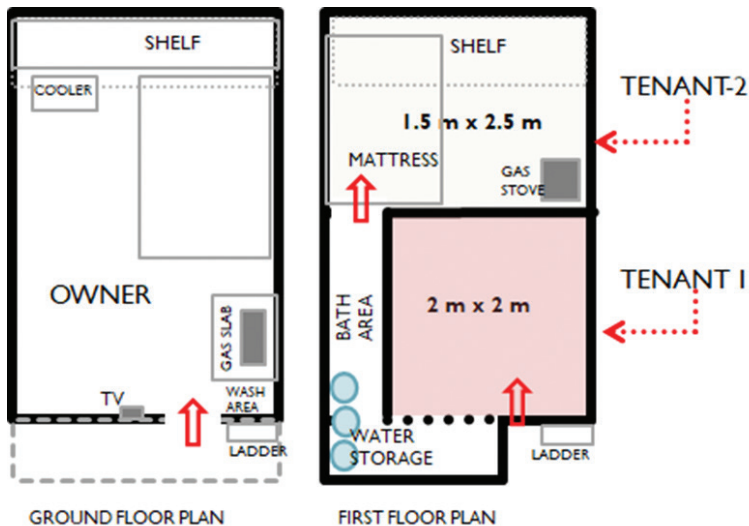 SHELF
COOLER
OWNER
GAS SLAB
TV
WASH
AREA
LADDER
GROUND FLOOR PLAN
SHELF
1.5 m x 2.5 m
MATTRESS
GAS
STOVE
BATH
AREA
2 m x 2 m
WATER
STORAGE
LADDER
FIRST FLOOR PLAN
TENANT-2
TENANT 1